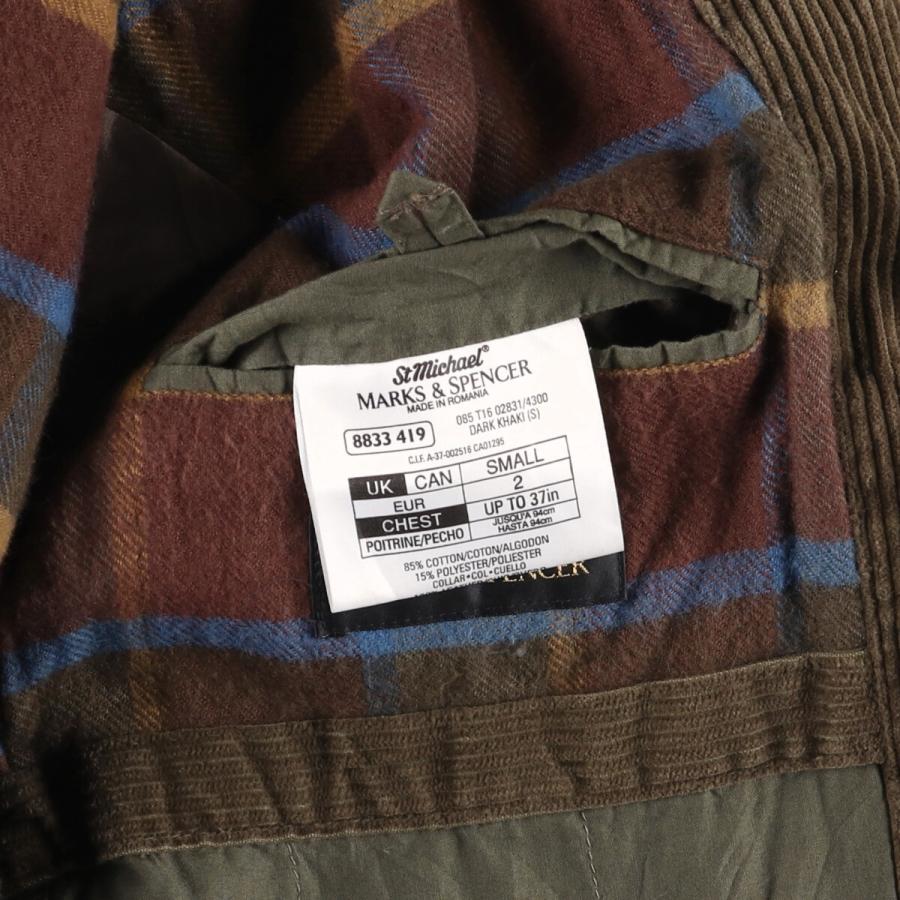 St Michael®
MARKS & SPENCER
MADE IN ROMANIA
8833 419
085 T16 02831/4300
DARK KHAKI (S)
C.I.F. A-37-002516 CA01295
UK CAN SMALL
EUR 2
CHEST UP TO 37in
POITRINE/PECHO JUSQU'A 94cm
HASTA 94cm
85% COTTON/COTON/ALGODON
15% POLYESTER/POLIESTER
COLLAR•COL•CUELLO